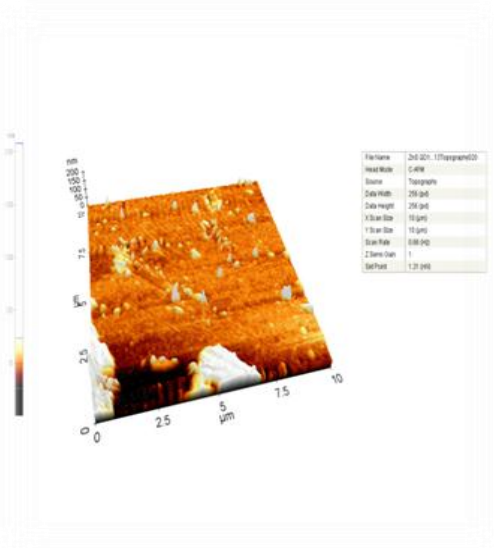 nm
200
150
100
50
0
7.5
μm
5
2.5
0
0
2.5
5
μm
7.5
10
File Name
Head Mode C-AFM
Source Topography
Data Width 256 (pxl)
Data Height 256 (pxl)
X Scan Size 10 (μm)
Y Scan Size 10 (μm)
Scan Rate
Z Servo Gain 1
Set Point